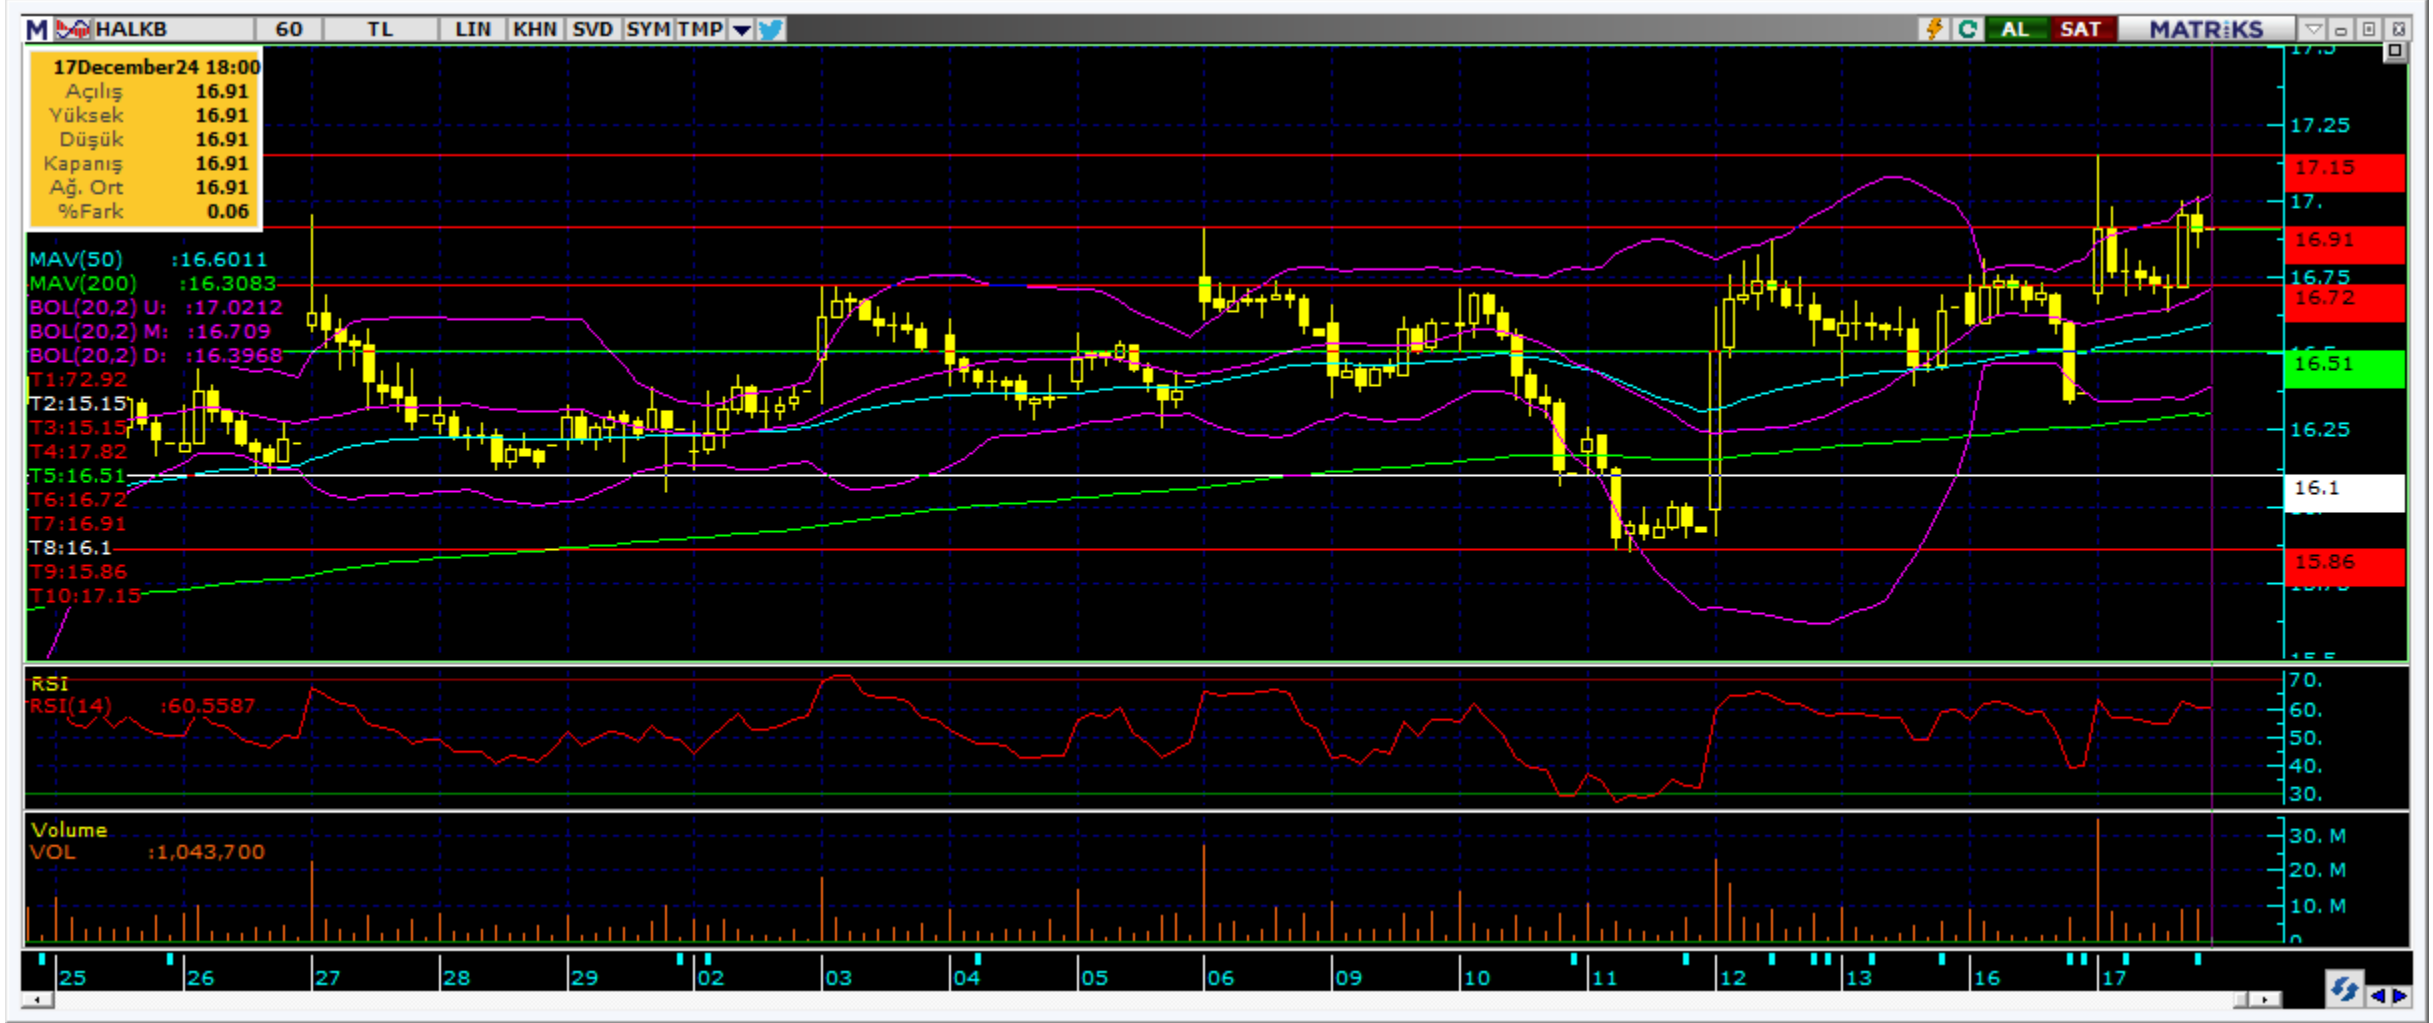 M HALKB 60 TL LIN KHN SVD SYM TMP AL SAT MATRiKS
17December24 18:00
Açılış 16.91
Yüksek 16.91
Düşük 16.91
Kapanış 16.91
Ağ. Ort 16.91
%Fark 0.06
MAV(50) :16.6011
MAV(200) :16.3083
BOL(20,2) U: :17.0212
BOL(20,2) M: :16.709
BOL(20,2) D: :16.3968
T1:72.92
T2:15.15
T3:15.15
T4:17.82
T5:16.51
T6:16.72
T7:16.91
T8:16.1
T9:15.86
T10:17.15
17.25
17.15
17.
16.91
16.75
16.72
16.51
16.25
16.1
15.86
RSI
RSI(14) :60.5587
70.
60.
50.
40.
30.
Volume
VOL :1,043,700
30. M
20. M
10. M
25 26 27 28 29 02 03 04 05 06 09 10 11 12 13 16 17